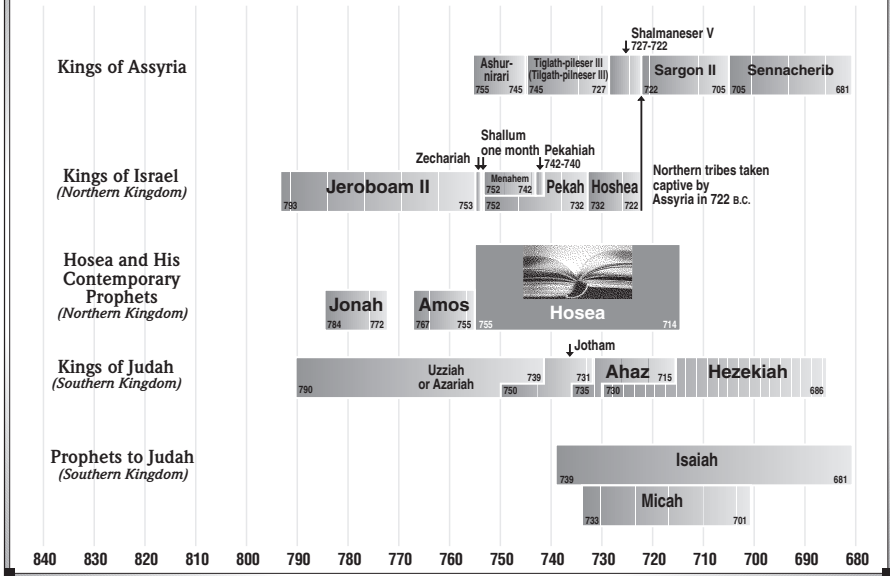 Kings of Assyria
Shalmaneser V
727-722
Ashur-
nirari
755 745
Tiglath-pileser III
(Tilgath-pilneser III)
745 727
722 Sargon II 705
705 Sennacherib 681
Kings of Israel
(Northern Kingdom)
Zechariah
Shallum
one month
Pekahiah
742-740
793 Jeroboam II 753
Menahem
752 742
752 Pekah 732
Hoshea
732 722
Northern tribes taken
captive by
Assyria in 722 B.C.
Hosea and His
Contemporary
Prophets
(Northern Kingdom)
Jonah
784 772
Amos
767 755
Hosea
755 714
Kings of Judah
(Southern Kingdom)
Jotham
Uzziah
or Azariah
790 739
750 731
735
Ahaz 715
730
Hezekiah
686
Prophets to Judah
(Southern Kingdom)
Isaiah
739 681
Micah
733 701
840 830 820 810 800 790 780 770 760 750 740 730 720 710 700 690 680